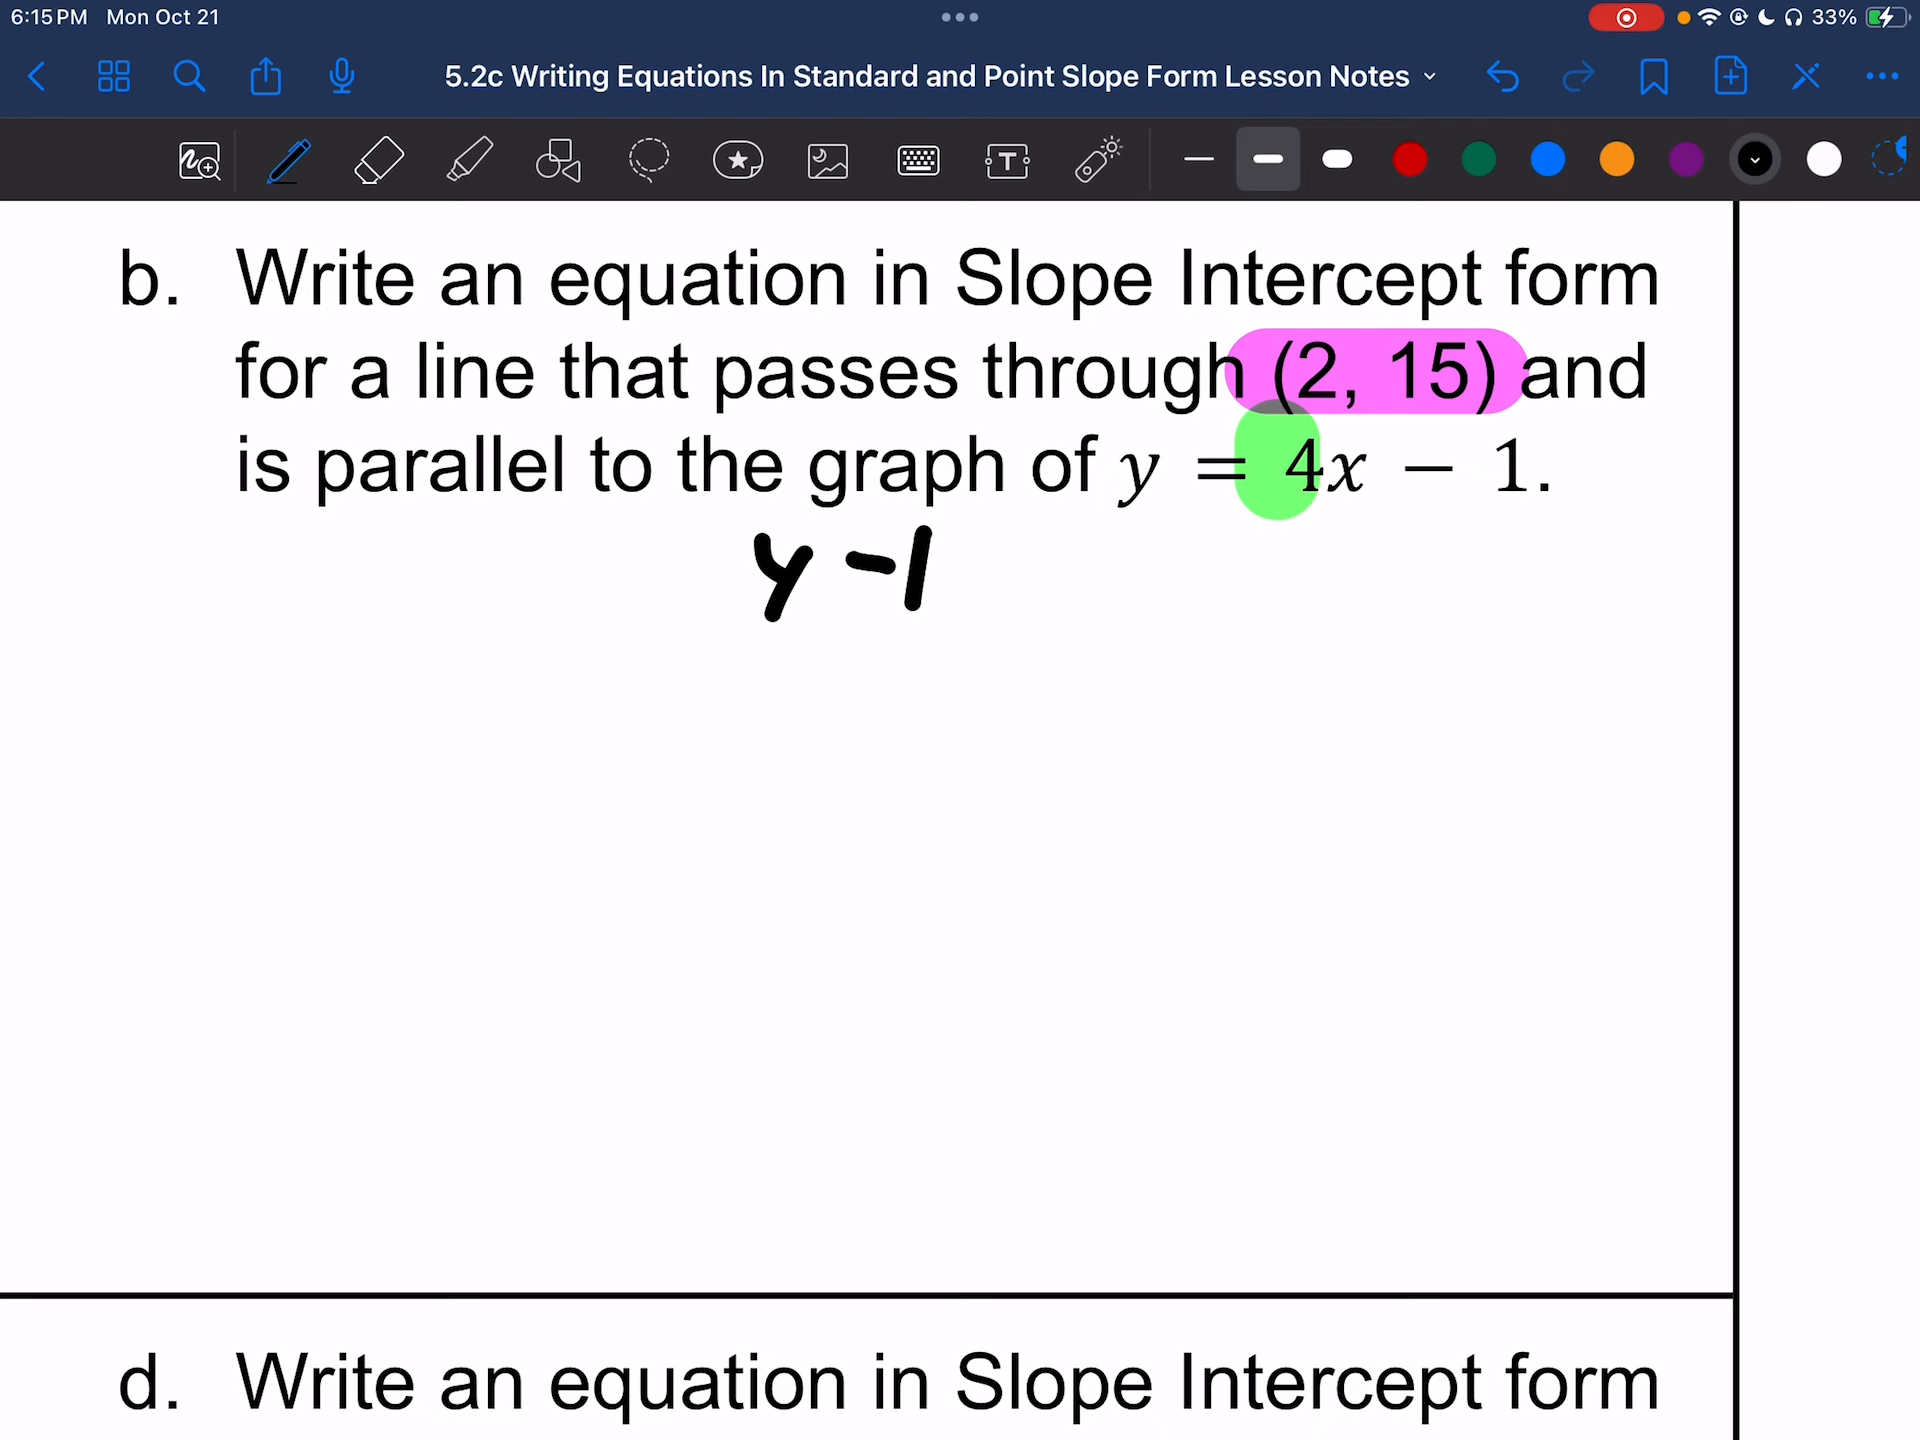 6:15 PM Mon Oct 21
33%
5.2c Writing Equations In Standard and Point Slope Form Lesson Notes
T
b. Write an equation in Slope Intercept form
for a line that passes through (2, 15) and
is parallel to the graph of y = 4x − 1.
y -1
d. Write an equation in Slope Intercept form